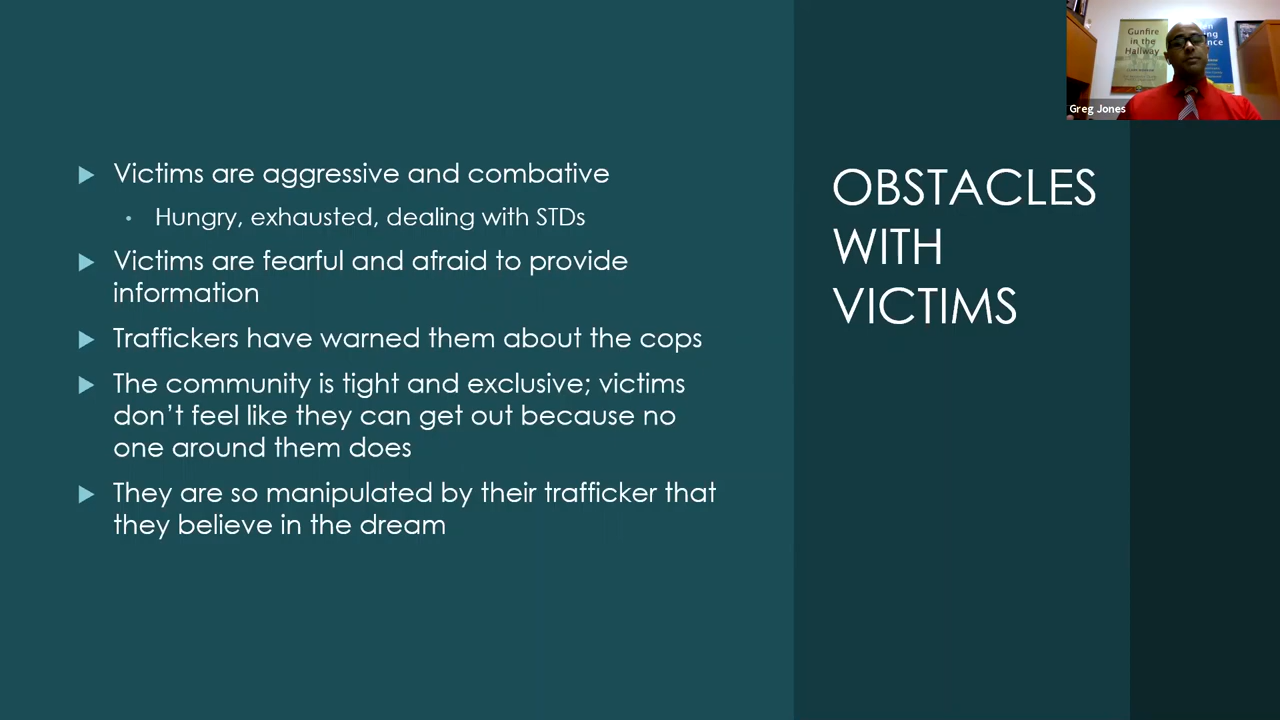 Victims are aggressive and combative
Hungry, exhausted, dealing with STDs
Victims are fearful and afraid to provide
information
Traffickers have warned them about the cops
The community is tight and exclusive; victims
don't feel like they can get out because no
one around them does
They are so manipulated by their trafficker that
they believe in the dream
OBSTACLES
WITH
VICTIMS
Gunfire
in the
Hallway
Greg Jones